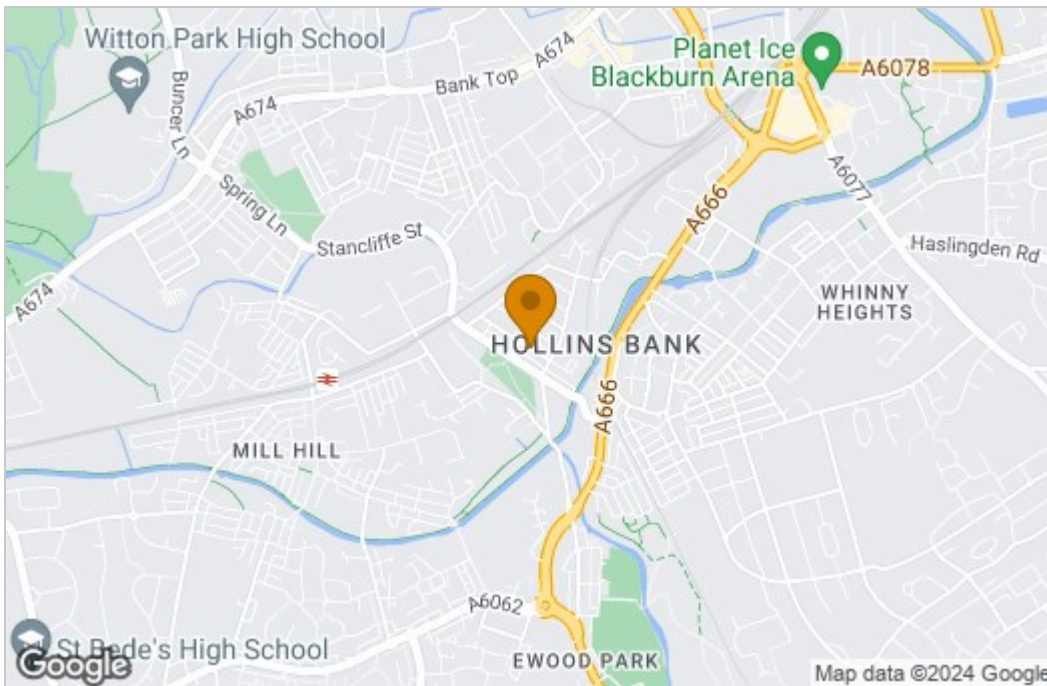 Witton Park High School
Buncer Ln
A674
Bank Top
A674
Planet Ice
Blackburn Arena
A6078
A6077
A666
Spring Ln
Stancliffe St
Haslingden Rd
A674
WHINNY
HEIGHTS
HOLLINS BANK
A666
MILL HILL
A6062
St Bede's High School
EWOOD PARK
Google
Map data ©2024 Google